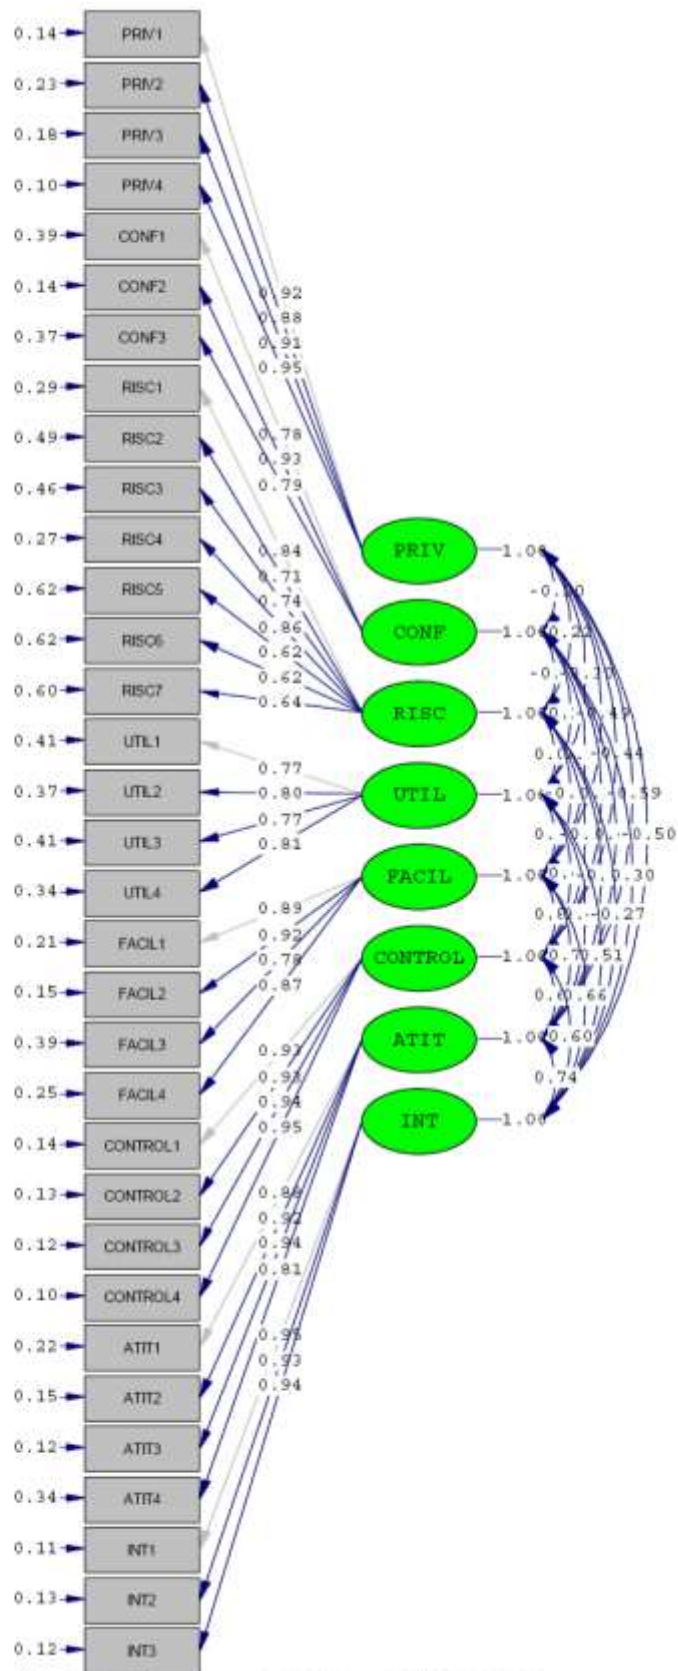 0.14 PRIV1
0.23 PRIV2
0.18 PRIV3
0.10 PRIV4
0.39 CONF1
0.14 CONF2
0.37 CONF3
0.29 RISC1
0.49 RISC2
0.46 RISC3
0.27 RISC4
0.62 RISC5
0.62 RISC6
0.60 RISC7
0.41 UTIL1
0.37 UTIL2
0.41 UTIL3
0.34 UTIL4
0.21 FACIL1
0.15 FACIL2
0.39 FACIL3
0.25 FACIL4
0.14 CONTROL1
0.13 CONTROL2
0.12 CONTROL3
0.10 CONTROL4
0.22 ATIT1
0.15 ATIT2
0.12 ATIT3
0.34 ATIT4
0.11 INT1
0.13 INT2
0.12 INT3
0.92
0.88
0.91
0.95
0.78
0.93
0.79
0.84
0.71
0.74
0.86
0.62
0.62
0.64
0.77
0.80
0.77
0.81
0.89
0.92
0.78
0.87
0.93
0.93
0.94
0.95
0.88
0.92
0.94
0.81
0.95
0.93
0.94
PRIV 1.00
CONF 1.00
RISC 1.00
UTIL 1.00
FACIL 1.00
CONTROL 1.00
ATIT 1.00
INT 1.00
0.22
-0.44
-0.59
-0.50
0.30
-0.27
0.51
0.66
0.60
0.74